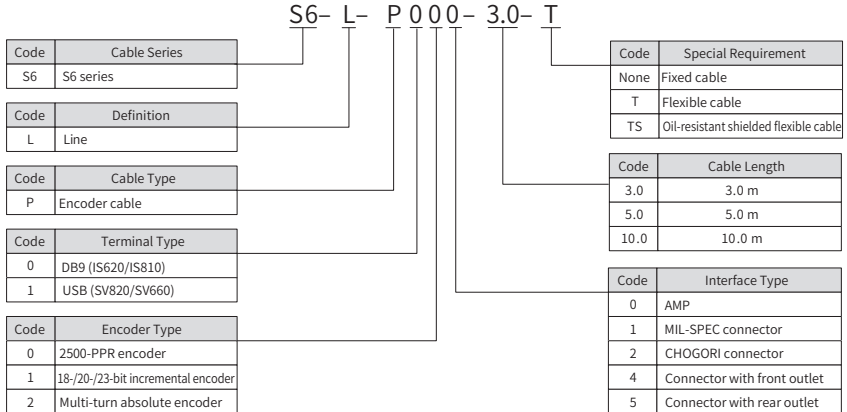 S6– L– P 0 0 0– 3.0– T
Code Cable Series
S6 S6 series
Code Definition
L Line
Code Cable Type
P Encoder cable
Code Terminal Type
0 DB9 (IS620/IS810)
1 USB (SV820/SV660)
Code Encoder Type
0 2500-PPR encoder
1 18-/20-/23-bit incremental encoder
2 Multi-turn absolute encoder
Code Special Requirement
None Fixed cable
T Flexible cable
TS Oil-resistant shielded flexible cable
Code Cable Length
3.0 3.0 m
5.0 5.0 m
10.0 10.0 m
Code Interface Type
0 AMP
1 MIL-SPEC connector
2 CHOGORI connector
4 Connector with front outlet
5 Connector with rear outlet